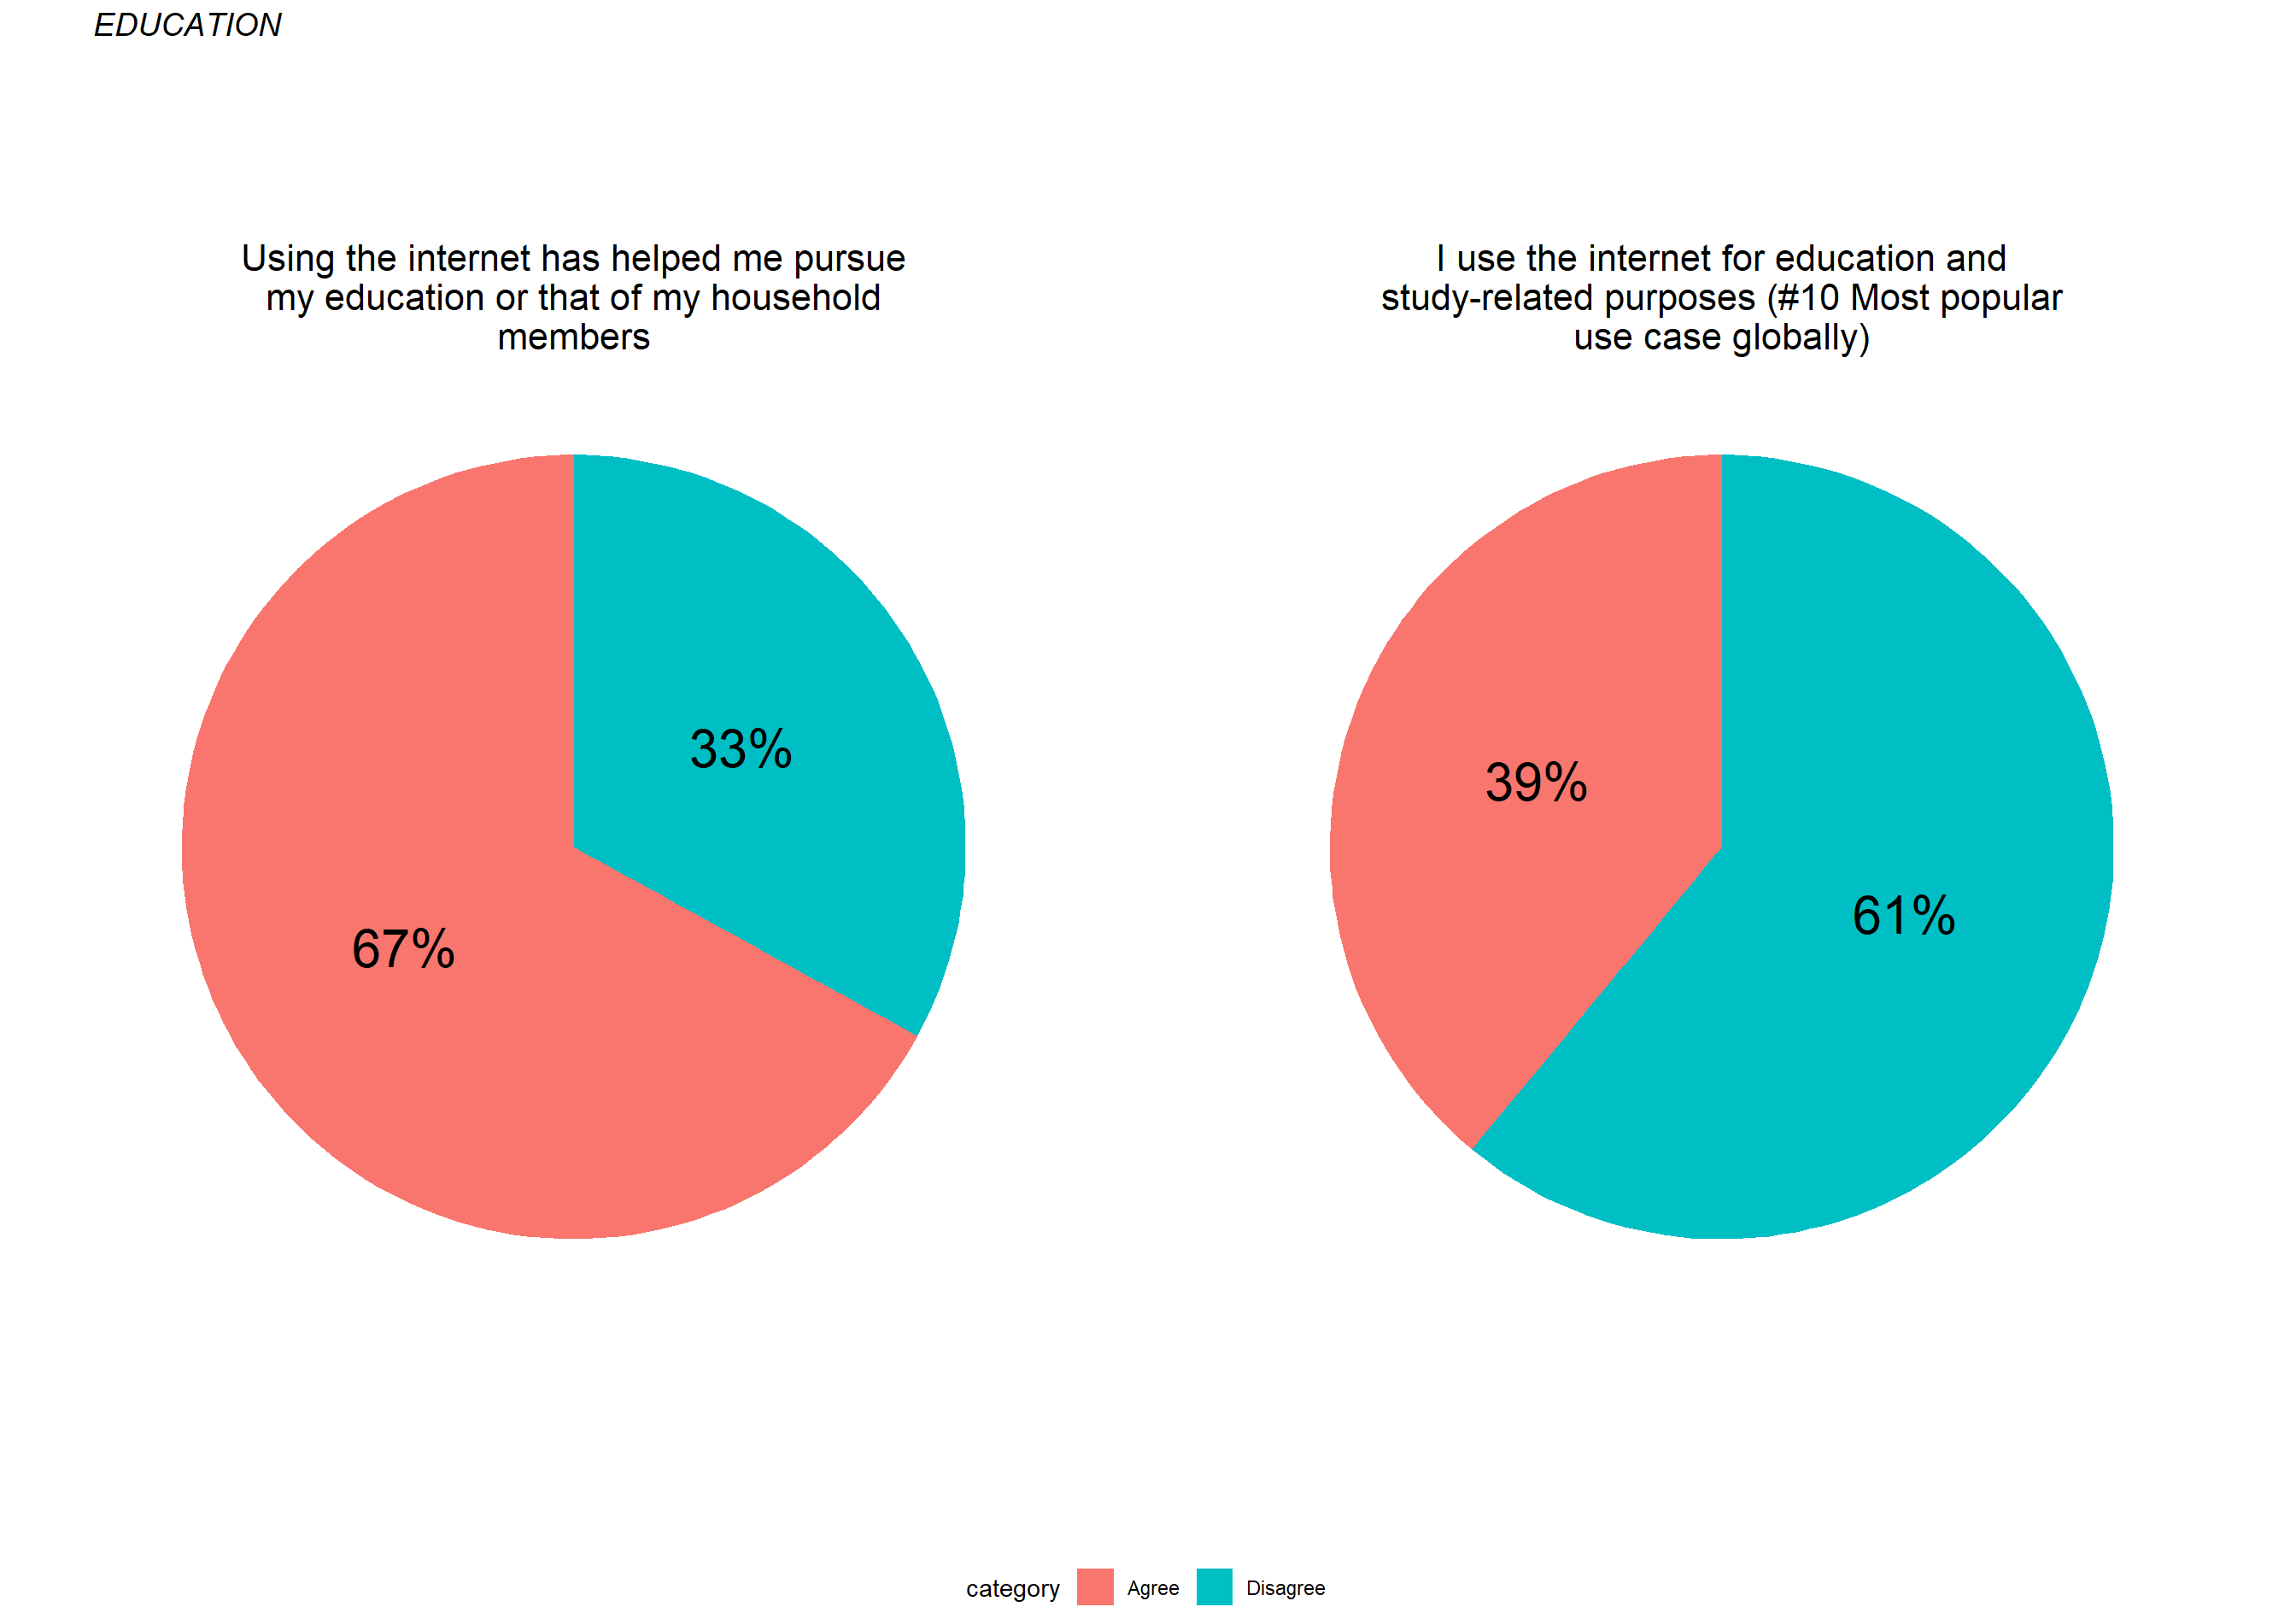 EDUCATION
Using the internet has helped me pursue
my education or that of my household
members
I use the internet for education and
study-related purposes (#10 Most popular
use case globally)
33%
67%
39%
61%
category Agree Disagree